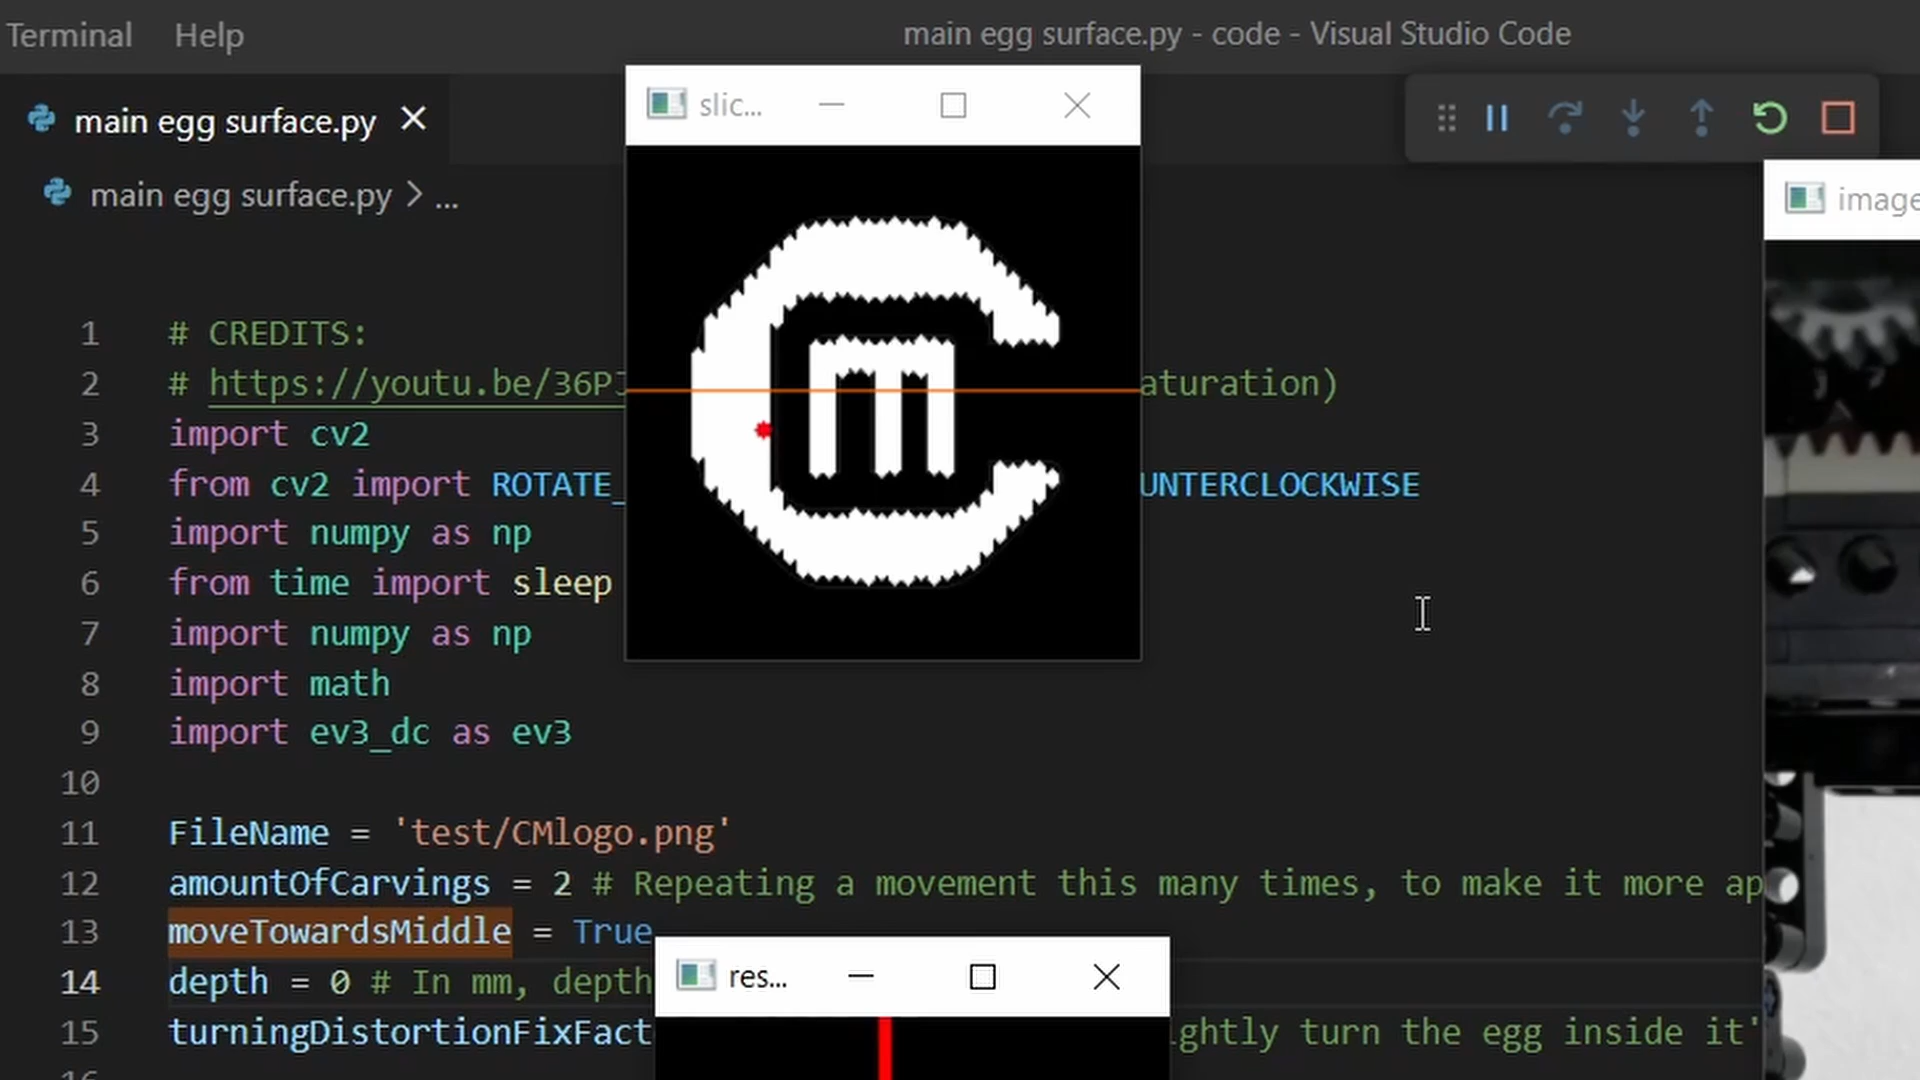 Terminal Help
main egg surface.py - code - Visual Studio Code
main egg surface.py
main egg surface.py > ...
slic...
image
1 # CREDITS:
2 # https://youtu.be/36P aturation)
3 import cv2
4 from cv2 import ROTATE_ UNTERCLOCKWISE
5 import numpy as np
6 from time import sleep
7 import numpy as np
8 import math
9 import ev3_dc as ev3
10
11 FileName = 'test/CMlogo.png'
12 amountOfCarvings = 2 # Repeating a movement this many times, to make it more ap
13 moveTowardsMiddle = True
14 depth = 0 # In mm, depth
15 turningDistortionFixFact ghtly turn the egg inside it'
res...
Cm